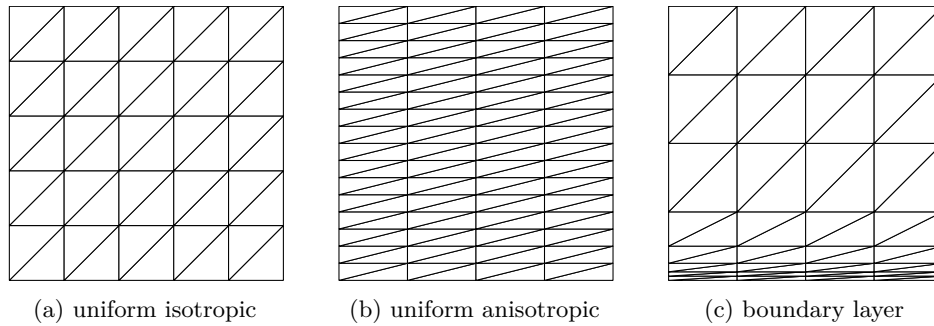 (a) uniform isotropic
(b) uniform anisotropic
(c) boundary layer